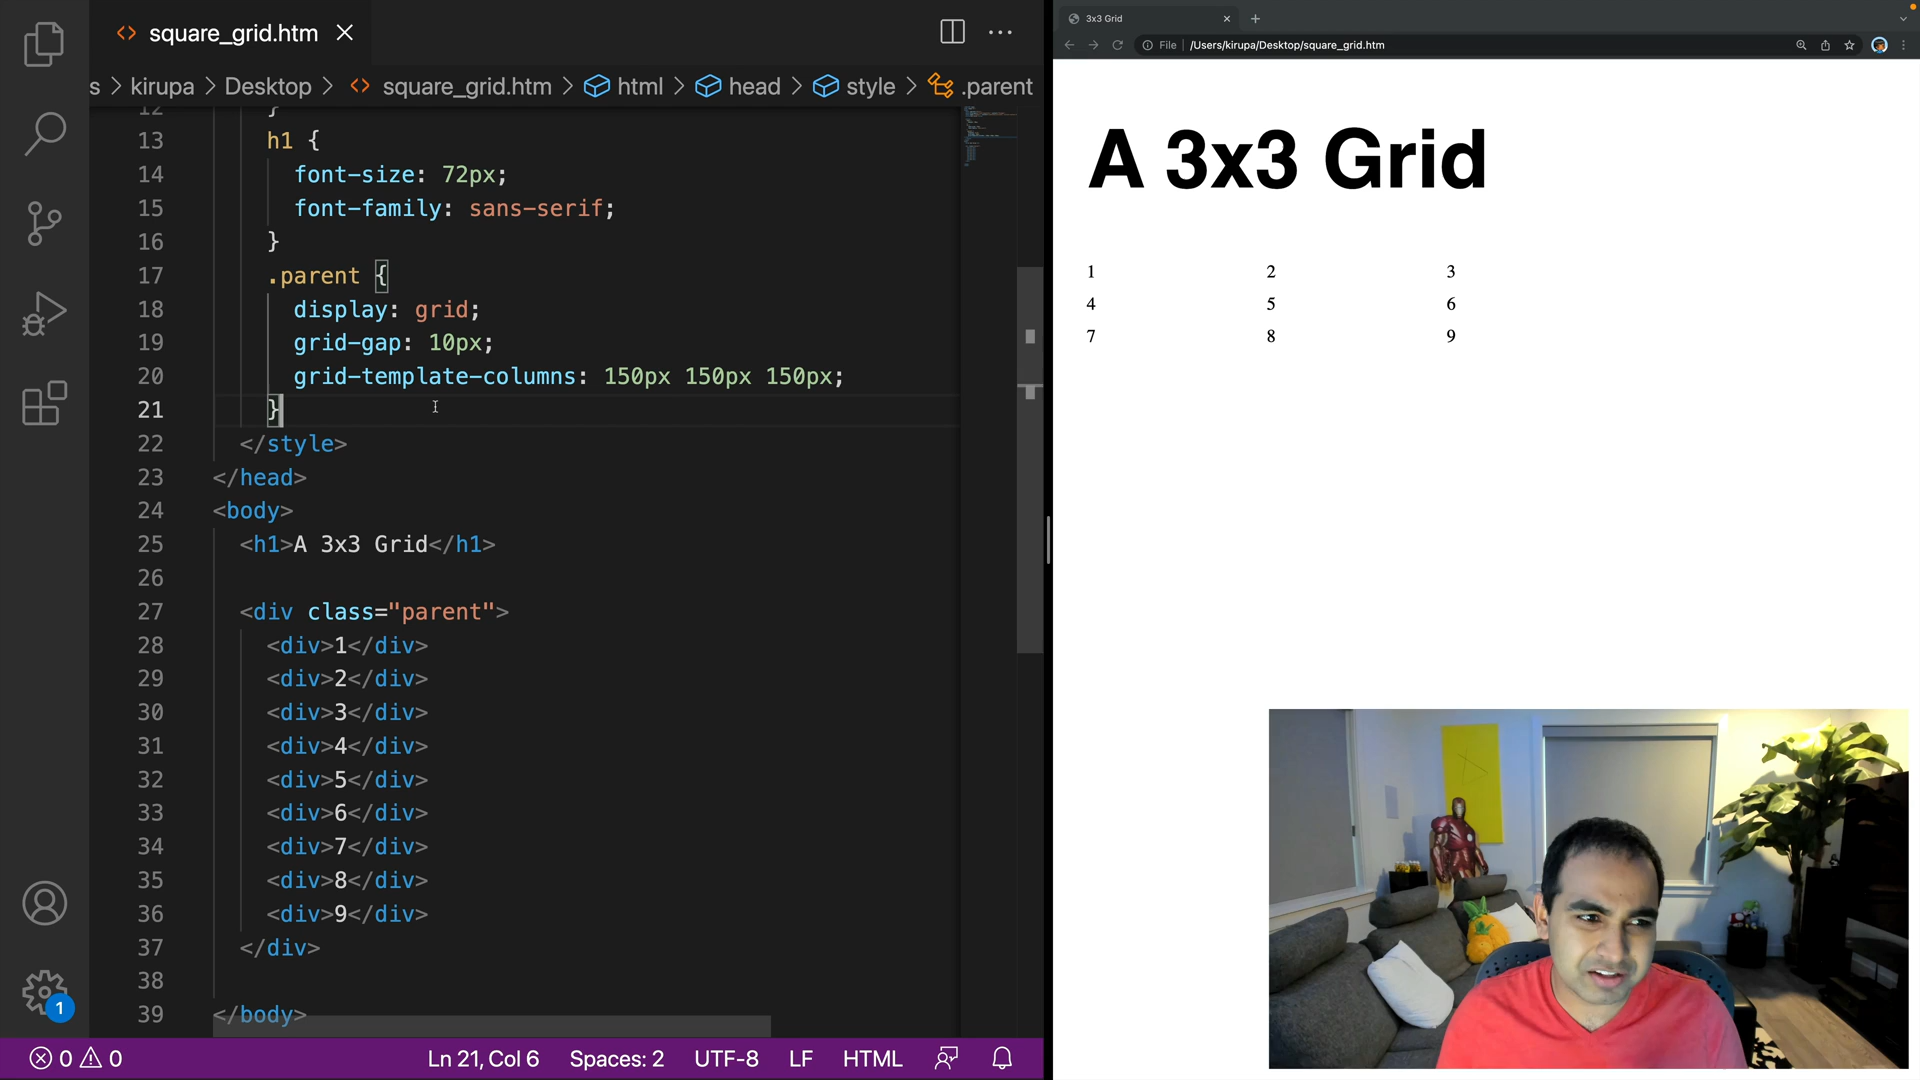 square_grid.htm
s > kirupa > Desktop > square_grid.htm > html > head > style > .parent
12 }
13 h1 {
14 font-size: 72px;
15 font-family: sans-serif;
16 }
17 .parent {
18 display: grid;
19 grid-gap: 10px;
20 grid-template-columns: 150px 150px 150px;
21 }
22 </style>
23 </head>
24 <body>
25 <h1>A 3x3 Grid</h1>
26
27 <div class="parent">
28 <div>1</div>
29 <div>2</div>
30 <div>3</div>
31 <div>4</div>
32 <div>5</div>
33 <div>6</div>
34 <div>7</div>
35 <div>8</div>
36 <div>9</div>
37 </div>
38
39 </body>
1
0 0 Ln 21, Col 6 Spaces: 2 UTF-8 LF HTML
3x3 Grid
File | /Users/kirupa/Desktop/square_grid.htm
A 3x3 Grid
1 2 3
4 5 6
7 8 9